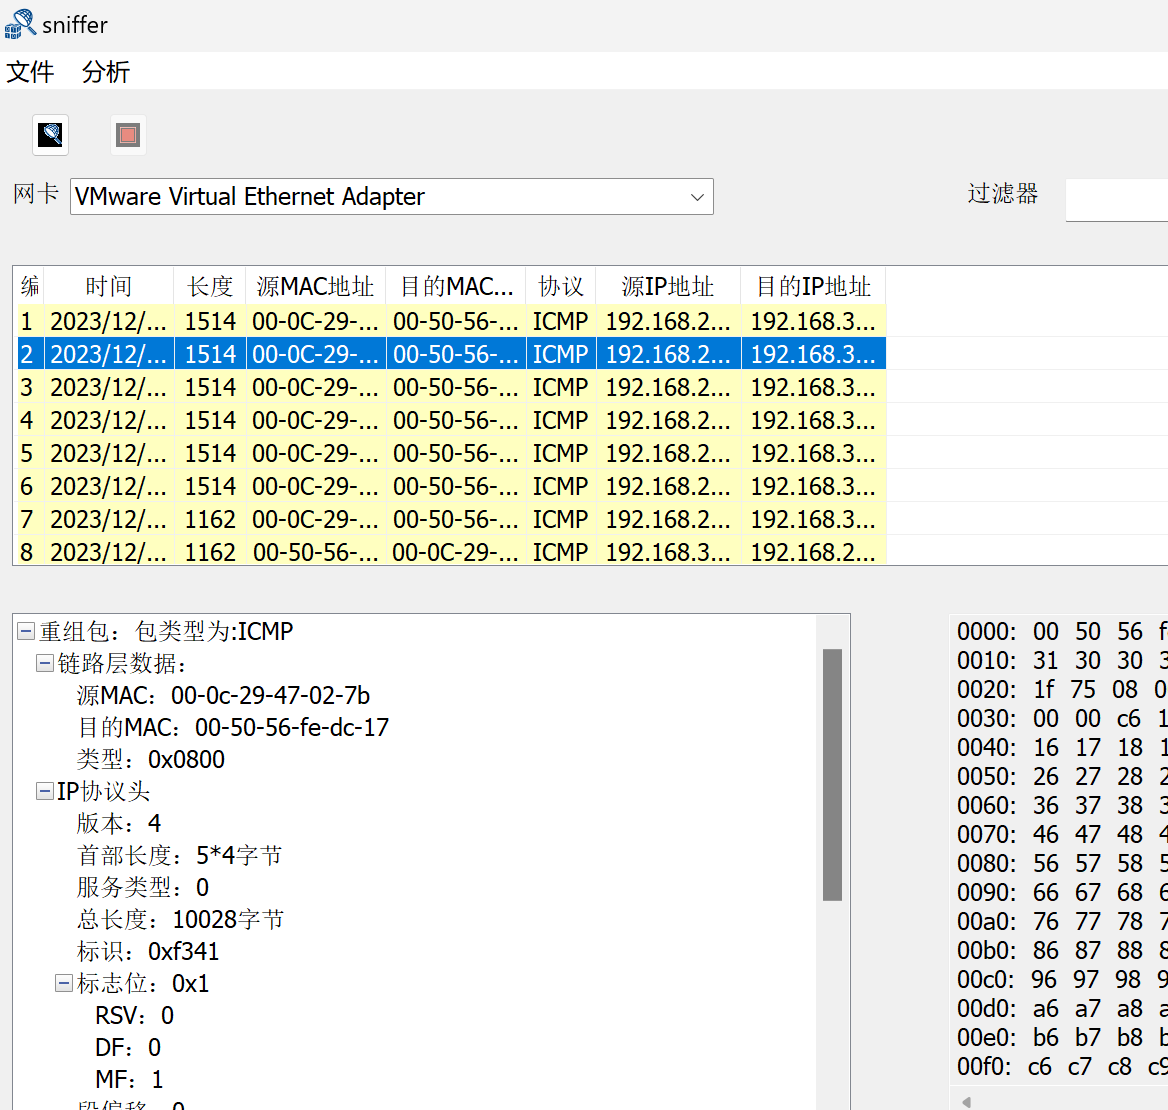 sniffer
文件 分析
网卡 VMware Virtual Ethernet Adapter 过滤器
编 时间 长度 源MAC地址 目的MAC... 协议 源IP地址 目的IP地址
1 2023/12/... 1514 00-0C-29-... 00-50-56-... ICMP 192.168.2... 192.168.3...
2 2023/12/... 1514 00-0C-29-... 00-50-56-... ICMP 192.168.2... 192.168.3...
3 2023/12/... 1514 00-0C-29-... 00-50-56-... ICMP 192.168.2... 192.168.3...
4 2023/12/... 1514 00-0C-29-... 00-50-56-... ICMP 192.168.2... 192.168.3...
5 2023/12/... 1514 00-0C-29-... 00-50-56-... ICMP 192.168.2... 192.168.3...
6 2023/12/... 1514 00-0C-29-... 00-50-56-... ICMP 192.168.2... 192.168.3...
7 2023/12/... 1162 00-0C-29-... 00-50-56-... ICMP 192.168.2... 192.168.3...
8 2023/12/... 1162 00-50-56-... 00-0C-29-... ICMP 192.168.3... 192.168.2...
重组包：包类型为:ICMP
链路层数据：
源MAC：00-0c-29-47-02-7b
目的MAC：00-50-56-fe-dc-17
类型：0x0800
IP协议头
版本：4
首部长度：5*4字节
服务类型：0
总长度：10028字节
标识：0xf341
标志位：0x1
RSV：0
DF：0
MF：1
段偏移：0
0000: 00 50 56
0010: 31 30 30
0020: 1f 75 08
0030: 00 00 c6
0040: 16 17 18
0050: 26 27 28
0060: 36 37 38
0070: 46 47 48
0080: 56 57 58
0090: 66 67 68
00a0: 76 77 78
00b0: 86 87 88
00c0: 96 97 98
00d0: a6 a7 a8
00e0: b6 b7 b8
00f0: c6 c7 c8 c9